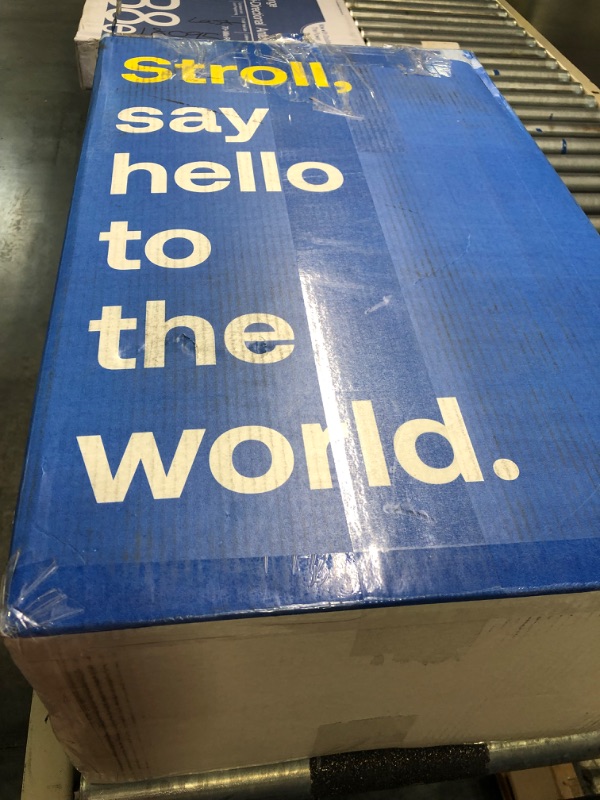 Stroll,
say
hello
to
the
world.